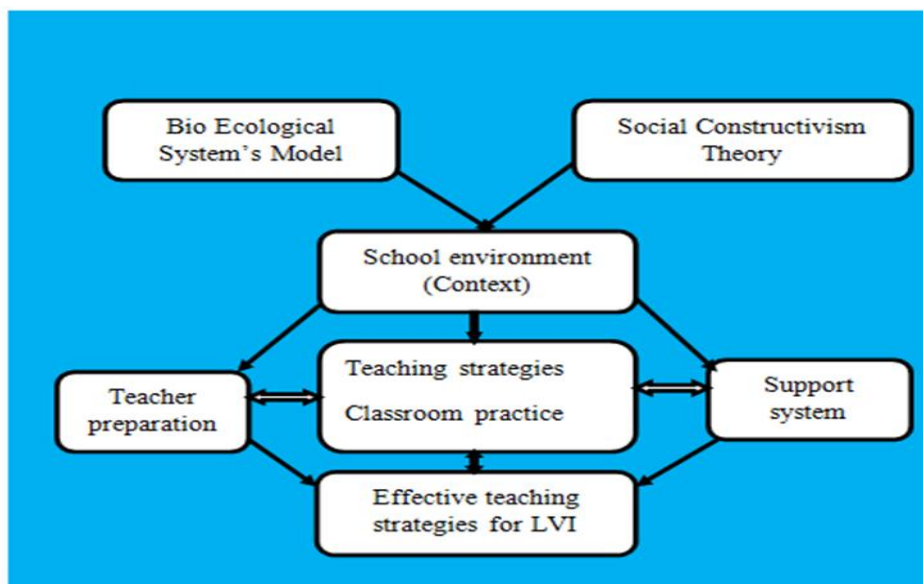 Bio Ecological
System's Model
Social Constructivism
Theory
School environment
(Context)
Teacher
preparation
Teaching strategies
Classroom practice
Support
system
Effective teaching
strategies for LVI